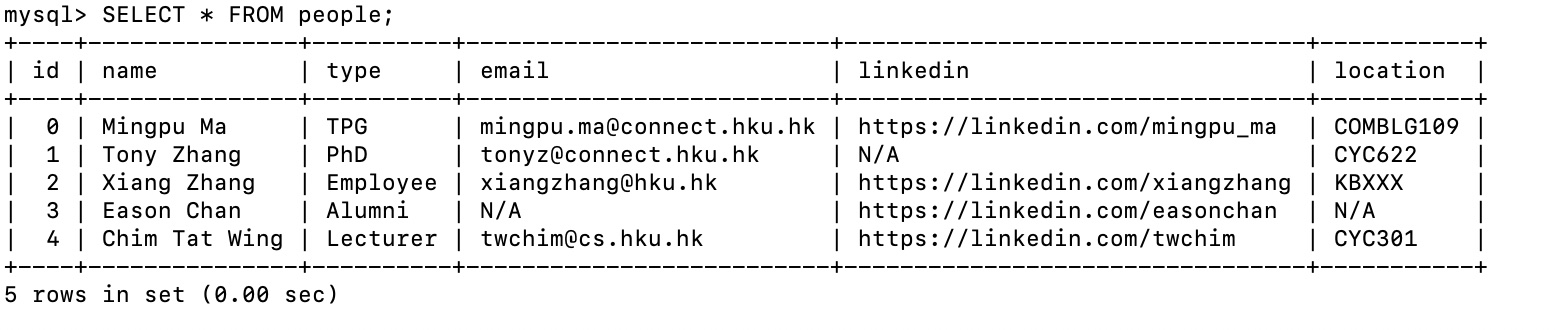 mysql> SELECT * FROM people;
+----+---------------+----------+---------------------------+---------------------------------+-----------+
| id | name          | type     | email                     | linkedin                        | location  |
+----+---------------+----------+---------------------------+---------------------------------+-----------+
|  0 | Mingpu Ma     | TPG      | mingpu.ma@connect.hku.hk | https://linkedin.com/mingpu_ma  | COMBLG109 |
|  1 | Tony Zhang    | PhD      | tonyz@connect.hku.hk     | N/A                             | CYC622    |
|  2 | Xiang Zhang   | Employee | xiangzhang@hku.hk        | https://linkedin.com/xiangzhang | KBXXX     |
|  3 | Eason Chan    | Alumni   | N/A                      | https://linkedin.com/easonchan  | N/A       |
|  4 | Chim Tat Wing | Lecturer | twchim@cs.hku.hk         | https://linkedin.com/twchim     | CYC301    |
+----+---------------+----------+---------------------------+---------------------------------+-----------+
5 rows in set (0.00 sec)